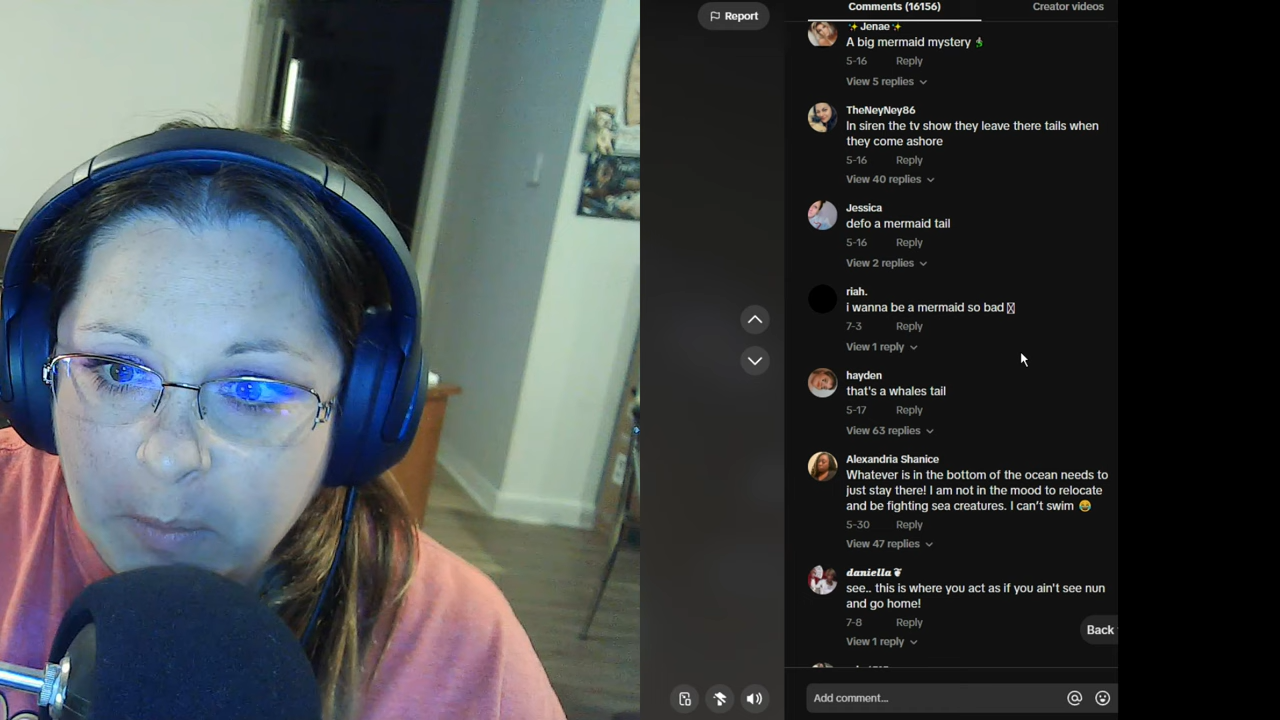 Report
Comments (16156)
Creator videos
✨Jenae✨
A big mermaid mystery 🧜‍♀️
5-16 Reply
View 5 replies
TheNeyNey86
In siren the tv show they leave there tails when
they come ashore
5-16 Reply
View 40 replies
Jessica
defo a mermaid tail
5-16 Reply
View 2 replies
riah.
i wanna be a mermaid so bad
7-3 Reply
View 1 reply
hayden
that's a whales tail
5-17 Reply
View 63 replies
Alexandria Shanice
Whatever is in the bottom of the ocean needs to
just stay there! I am not in the mood to relocate
and be fighting sea creatures. I can't swim 😂
5-30 Reply
View 47 replies
daniella
see.. this is where you act as if you ain't see nun
and go home!
7-8 Reply
View 1 reply
Back
Add comment...